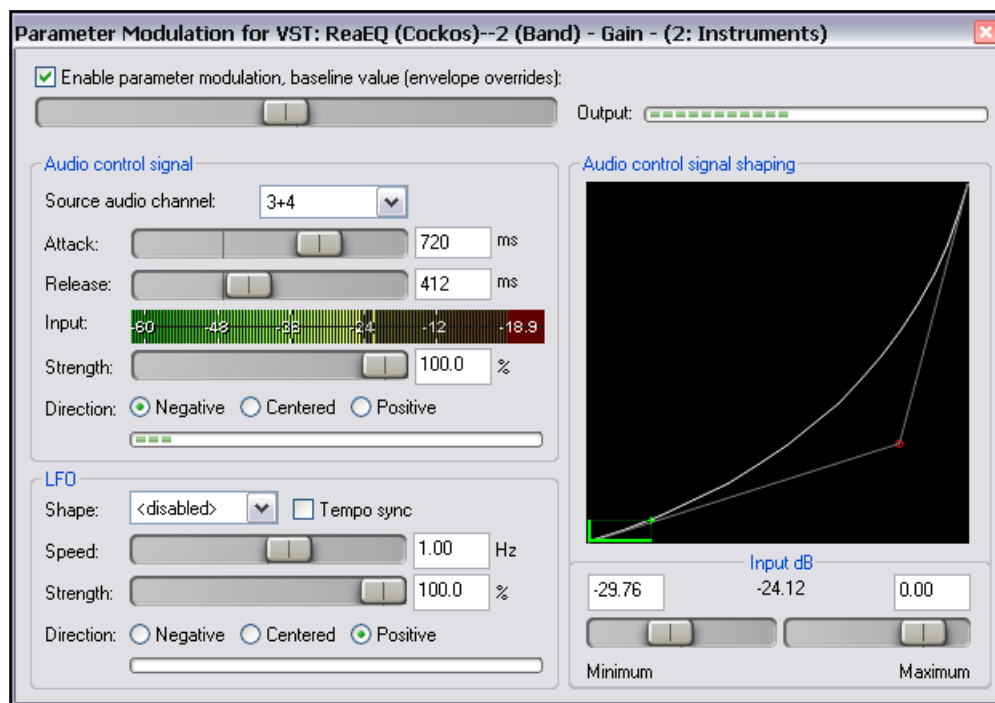 Parameter Modulation for VST: ReaEQ (Cockos)--2 (Band) - Gain - (2: Instruments)
Enable parameter modulation, baseline value (envelope overrides):
Output:
Audio control signal
Source audio channel: 3+4
Attack: 720 ms
Release: 412 ms
Input: -60 -48 -36 -24 -12 -18.9
Strength: 100.0 %
Direction: Negative Centered Positive
LFO
Shape: <disabled> Tempo sync
Speed: 1.00 Hz
Strength: 100.0 %
Direction: Negative Centered Positive
Audio control signal shaping
Input dB
-29.76 -24.12 0.00
Minimum Maximum